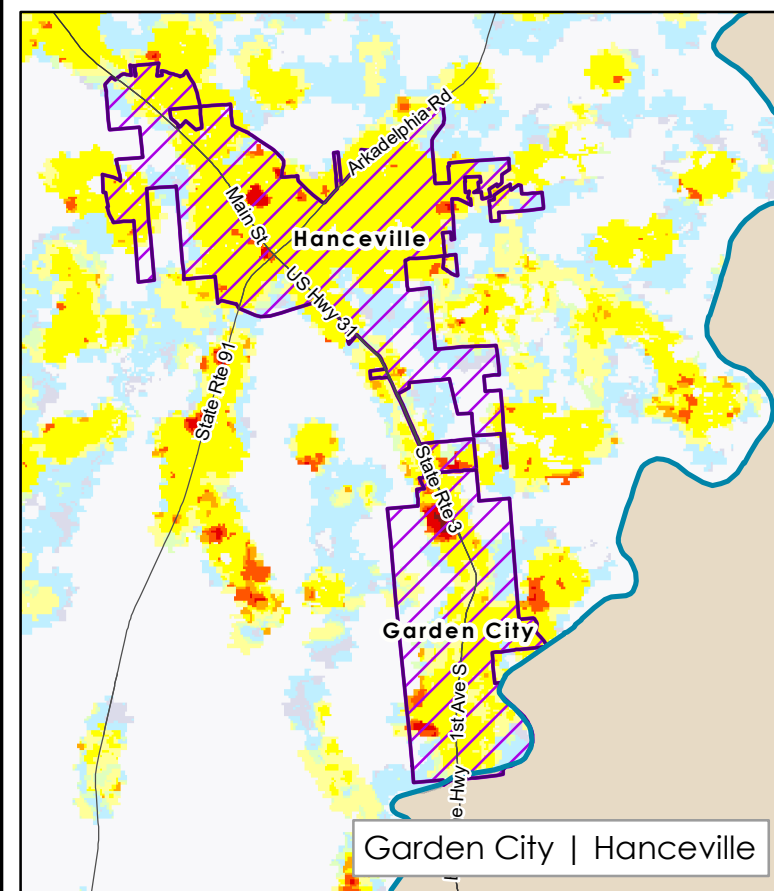 Arkadelphia Rd
Main St
Hanceville
US Hwy 31
State Rte 91
State Rte 3
Garden City
1st Ave S
Hwy
Garden City | Hanceville